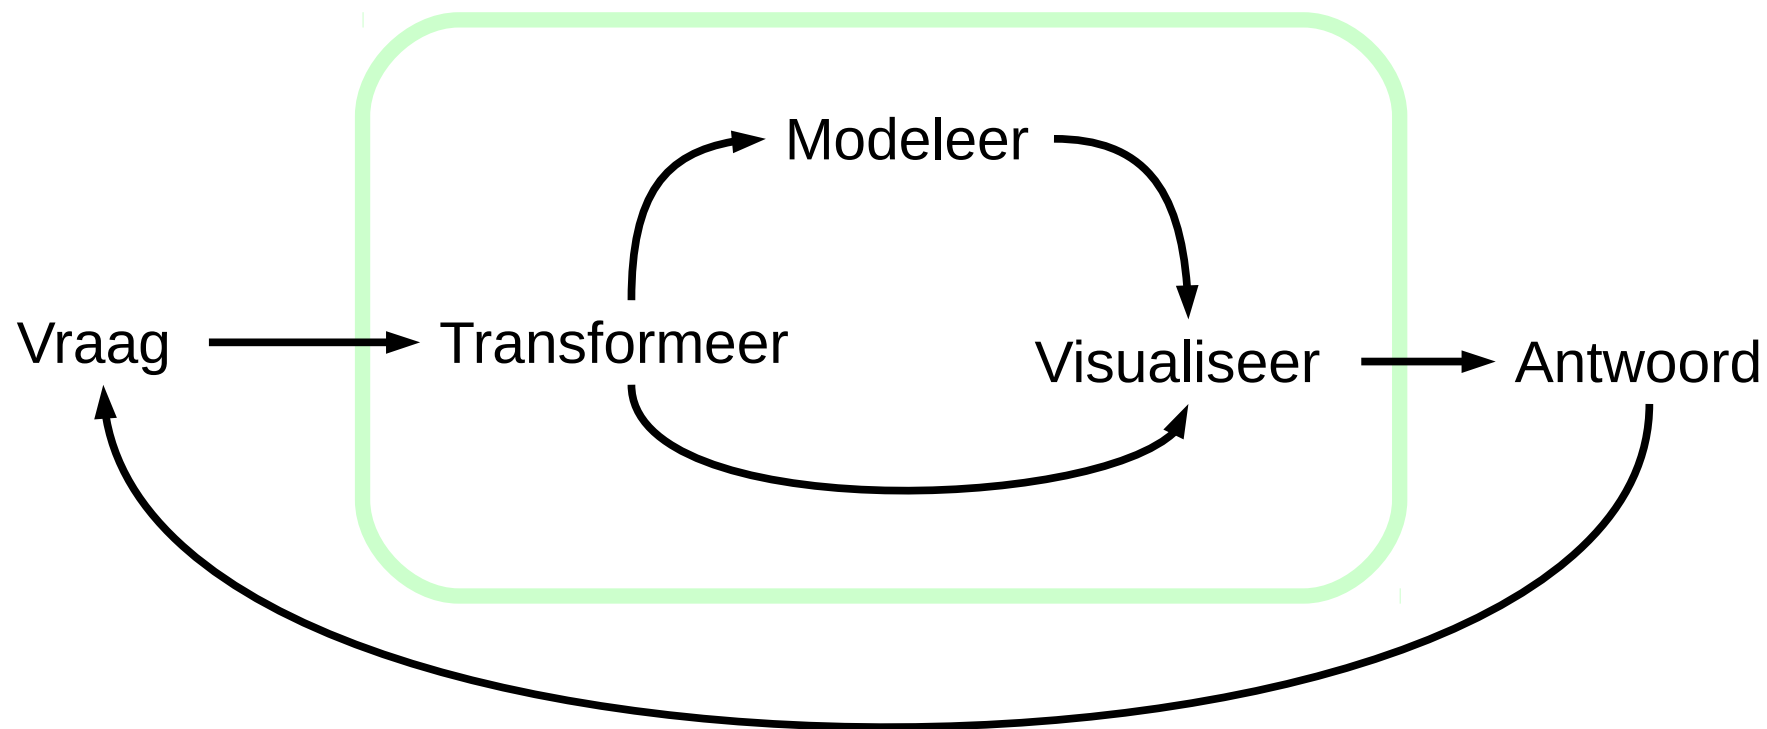 Modeleer
Vraag
Transformeer
Visualiseer
Antwoord